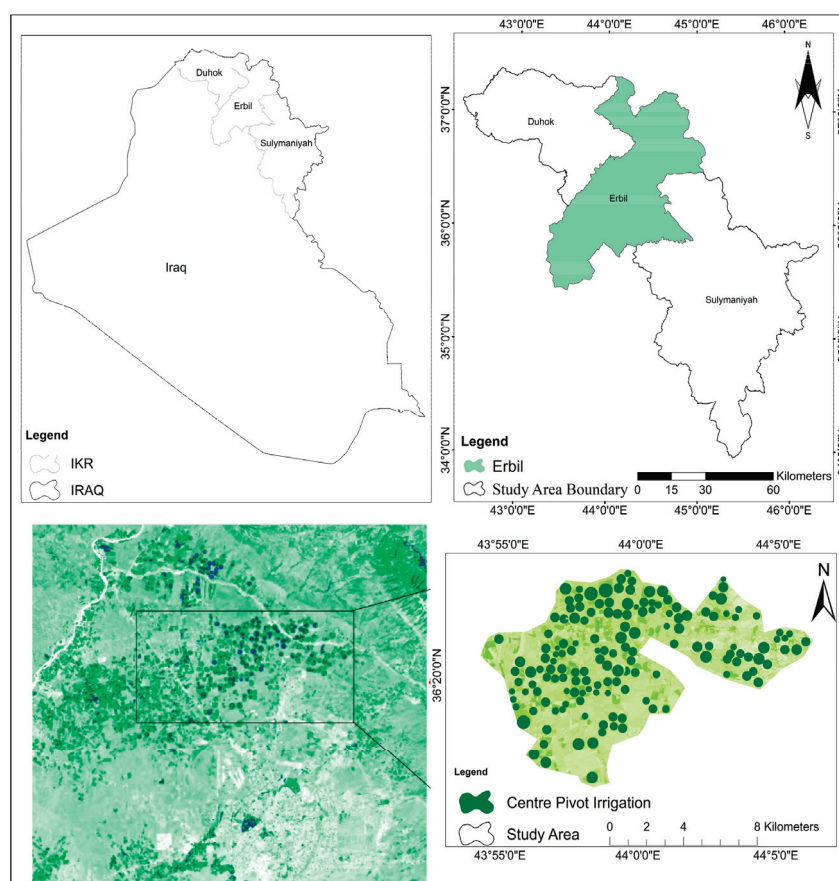 Duhok
Erbil
Sulymaniyah
Iraq
Legend
IKR
IRAQ
43°0'0"E 44°0'0"E 45°0'0"E 46°0'0"E
N
S
37°0'0"N
36°0'0"N
35°0'0"N
34°0'0"N
Duhok
Erbil
Sulymaniyah
Legend
Erbil
Study Area Boundary
Kilometers
0 15 30 60
43°0'0"E 44°0'0"E 45°0'0"E 46°0'0"E
43°55'0"E 44°0'0"E 44°5'0"E
N
36°20'0"N
Legend
Centre Pivot Irrigation
Study Area
0 2 4 8 Kilometers
43°55'0"E 44°0'0"E 44°5'0"E